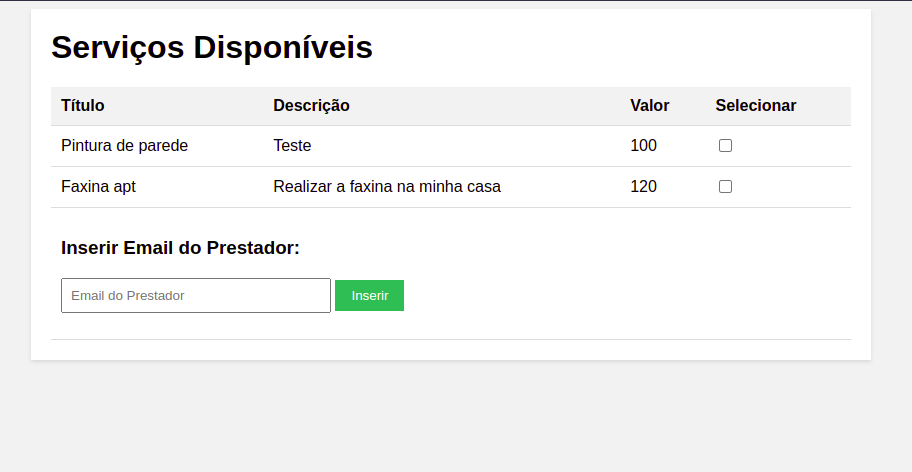 Serviços Disponíveis
Título Descrição Valor Selecionar
Pintura de parede Teste 100
Faxina apt Realizar a faxina na minha casa 120
Inserir Email do Prestador:
Email do Prestador Inserir